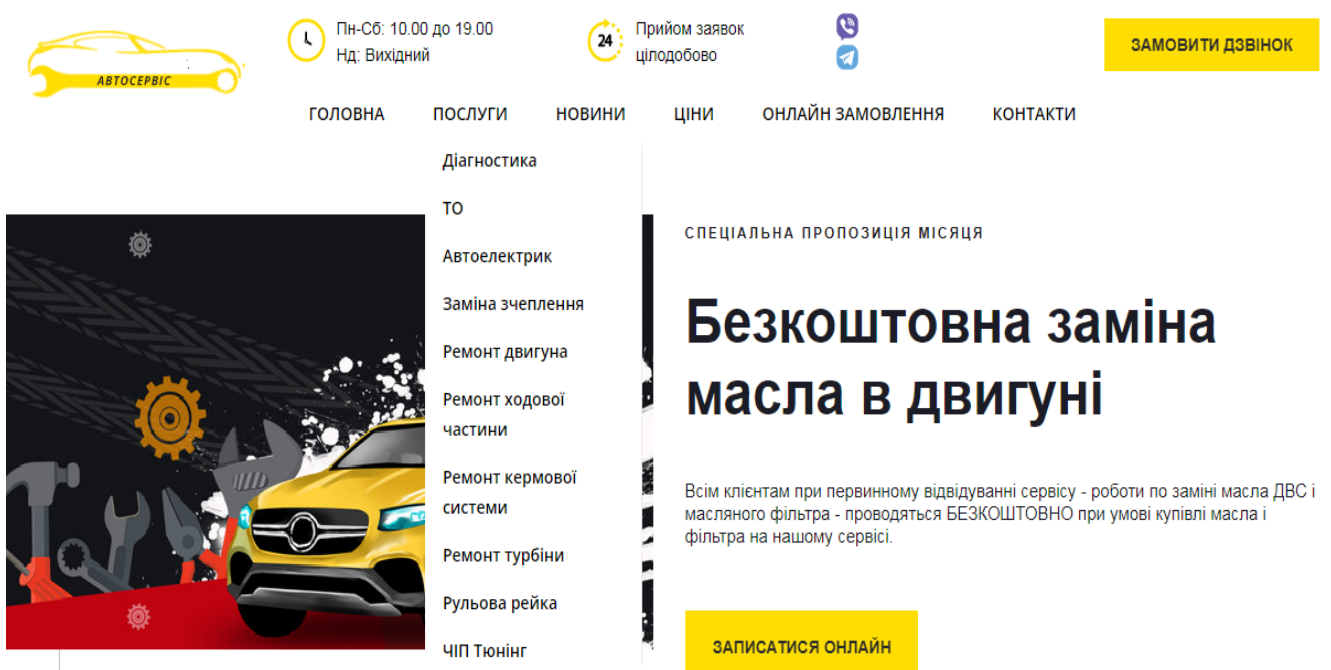 АВТОСЕРВІС
Пн-Сб: 10.00 до 19.00
Нд: Вихідний
24
Прийом заявок
цілодобово
ЗАМОВИТИ ДЗВІНОК
ГОЛОВНА ПОСЛУГИ НОВИНИ ЦІНИ ОНЛАЙН ЗАМОВЛЕННЯ КОНТАКТИ
Діагностика
ТО
Автоелектрик
Заміна зчеплення
Ремонт двигуна
Ремонт ходової
частини
Ремонт кермової
системи
Ремонт турбіни
Рульова рейка
ЧІП Тюнінг
СПЕЦІАЛЬНА ПРОПОЗИЦІЯ МІСЯЦЯ
Безкоштовна заміна
масла в двигуні
Всім клієнтам при первинному відвідуванні сервісу - роботи по заміні масла ДВС і
масляного фільтра - проводяться БЕЗКОШТОВНО при умові купівлі масла і
фільтра на нашому сервісі.
ЗАПИСАТИСЯ ОНЛАЙН